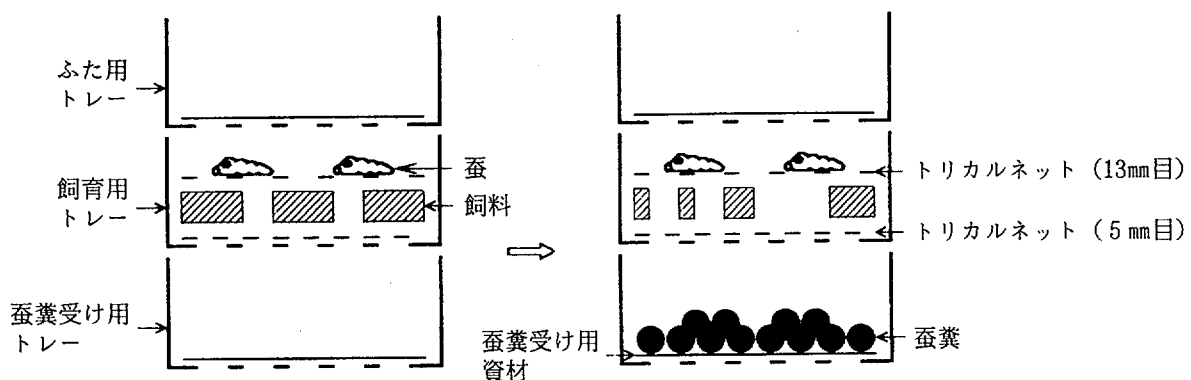 ふた用
トレー
飼育用
トレー
蚕糞受け用
トレー
蚕
飼料
トリカルネット（13mm目）
トリカルネット（5mm目）
蚕糞受け用
資材
蚕糞